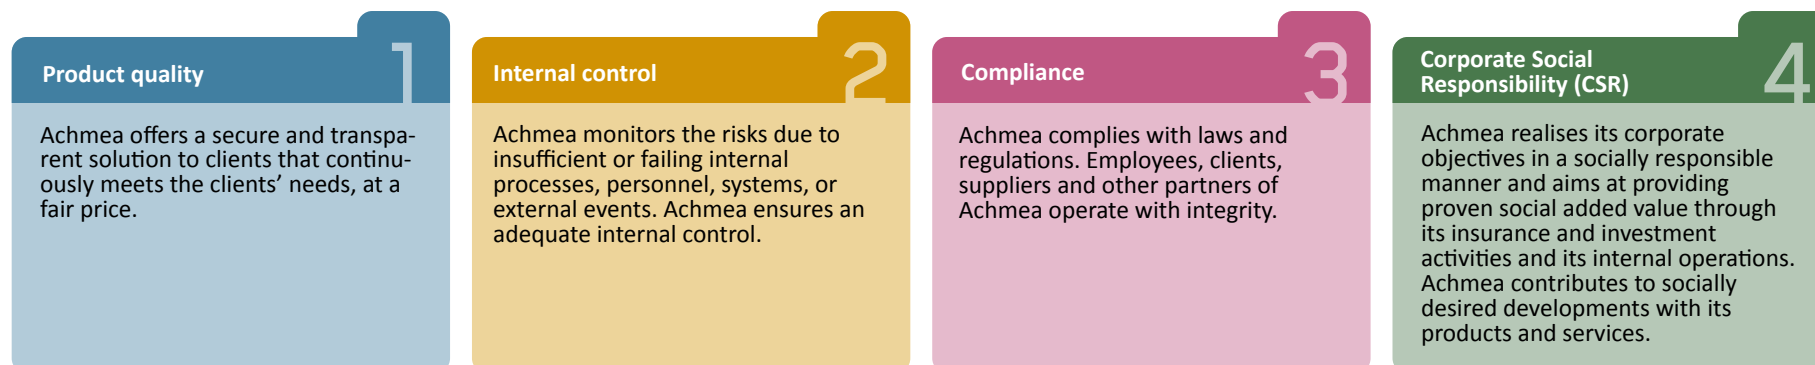 1
Product quality
Achmea offers a secure and transpa-
rent solution to clients that continu-
ously meets the clients’ needs, at a
fair price.
2
Internal control
Achmea monitors the risks due to
insufficient or failing internal
processes, personnel, systems, or
external events. Achmea ensures an
adequate internal control.
3
Compliance
Achmea complies with laws and
regulations. Employees, clients,
suppliers and other partners of
Achmea operate with integrity.
4
Corporate Social
Responsibility (CSR)
Achmea realises its corporate
objectives in a socially responsible
manner and aims at providing
proven social added value through
its insurance and investment
activities and its internal operations.
Achmea contributes to socially
desired developments with its
products and services.